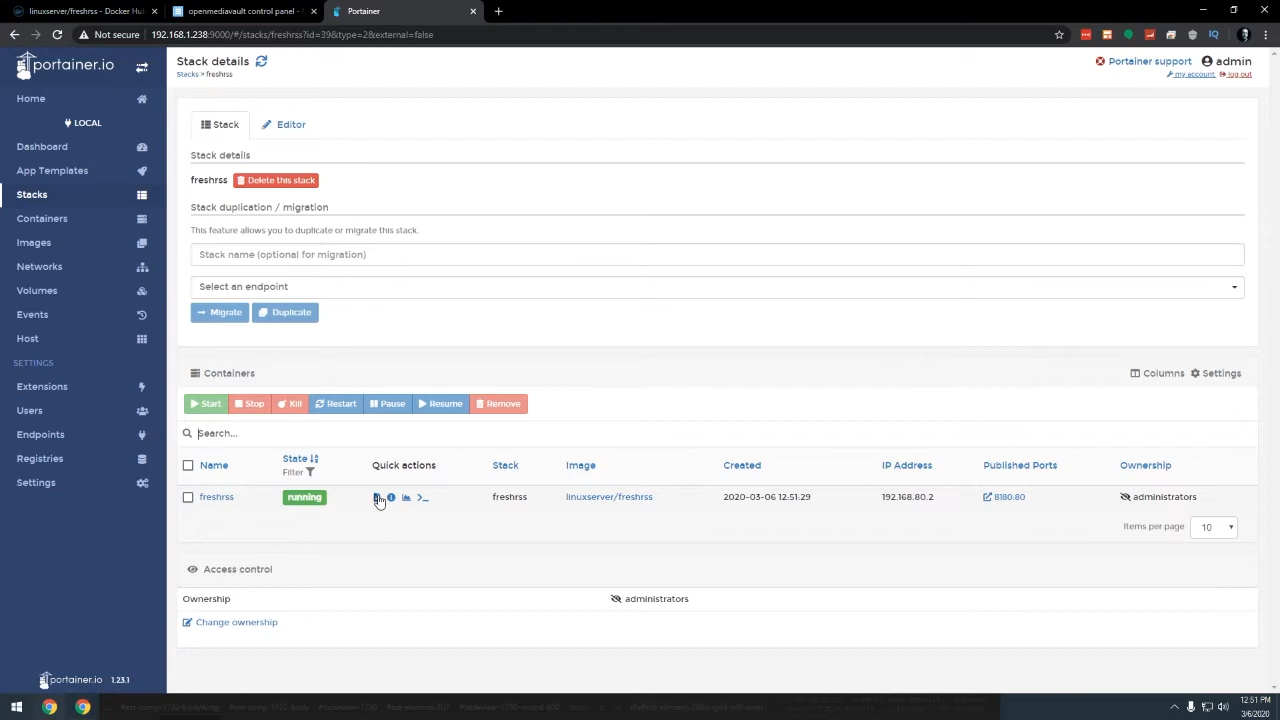 linuxserver/freshrss - Docker Hu
openmediavault control panel -
Portainer
Not secure
192.168.1.238:9000/#/stacks/freshrss?id=39&type=2&external=false
portainer.io
Stack details
Stacks > freshrss
Portainer support
admin
my account
log out
Home
LOCAL
Dashboard
App Templates
Stacks
Containers
Images
Networks
Volumes
Events
Host
SETTINGS
Extensions
Users
Endpoints
Registries
Settings
portainer.io 1.23.1
Stack
Editor
Stack details
freshrss
Delete this stack
Stack duplication / migration
This feature allows you to duplicate or migrate this stack.
Stack name (optional for migration)
Select an endpoint
Migrate
Duplicate
Containers
Columns
Settings
Start
Stop
Kill
Restart
Pause
Resume
Remove
Search...
Name
State
Filter
Quick actions
Stack
Image
Created
IP Address
Published Ports
Ownership
freshrss
running
freshrss
linuxserver/freshrss
2020-03-06 12:51:29
192.168.80.2
8180:80
administrators
Items per page
10
Access control
Ownership
administrators
Change ownership
12:51 PM
3/6/2020